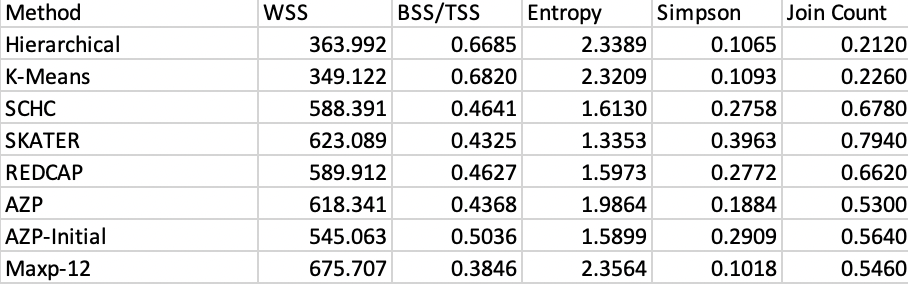 Method WSS BSS/TSS Entropy Simpson Join Count
Hierarchical 363.992 0.6685 2.3389 0.1065 0.2120
K-Means 349.122 0.6820 2.3209 0.1093 0.2260
SCHC 588.391 0.4641 1.6130 0.2758 0.6780
SKATER 623.089 0.4325 1.3353 0.3963 0.7940
REDCAP 589.912 0.4627 1.5973 0.2772 0.6620
AZP 618.341 0.4368 1.9864 0.1884 0.5300
AZP-Initial 545.063 0.5036 1.5899 0.2909 0.5640
Maxp-12 675.707 0.3846 2.3564 0.1018 0.5460